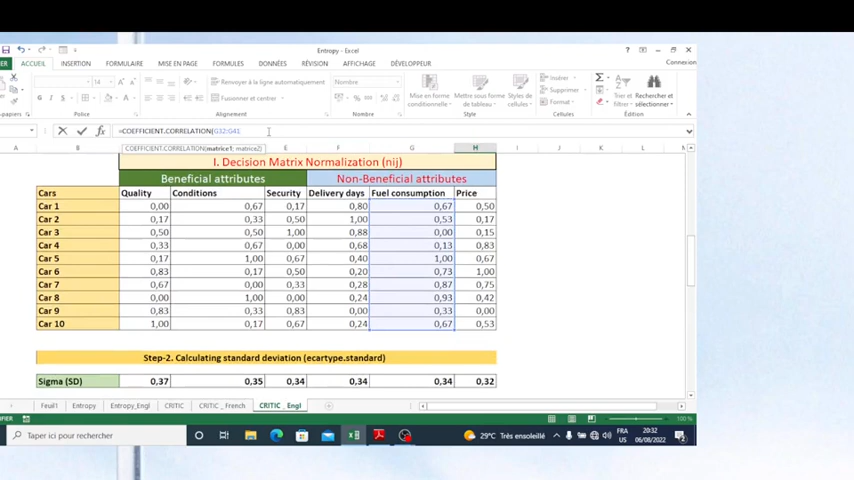 Entropy - Excel
ACCUEIL INSERTION FORMULAIRE MISE EN PAGE FORMULES DONNÉES RÉVISION AFFICHAGE DÉVELOPPEUR
Connexion
14
Renvoyer à la ligne automatiquement
Nombre
Insérer
Supprimer
Format
Fusionner et centrer
Mise en forme
Mettre sous forme
Styles de
cellules
Trier et
Rechercher et
sélectionner
Police
Alignement
Nombre
Style
Cellules
=COEFFICIENT.CORRELATION(G32:G41
COEFFICIENT.CORRELATION(matrice1; matrice2)
A B E F G H I J K L
I. Decision Matrix Normalization (nij)
Beneficial attributes Non-Beneficial attributes
Cars Quality Conditions Security Delivery days Fuel consumption Price
Car 1 0,00 0,67 0,17 0,80 0,67 0,50
Car 2 0,17 0,33 0,50 1,00 0,53 0,17
Car 3 0,50 0,50 1,00 0,88 0,00 0,15
Car 4 0,33 0,67 0,00 0,68 0,13 0,83
Car 5 0,17 1,00 0,67 0,40 1,00 0,67
Car 6 0,83 0,17 0,50 0,20 0,73 1,00
Car 7 0,67 0,00 0,33 0,28 0,87 0,75
Car 8 0,00 1,00 0,00 0,24 0,93 0,42
Car 9 0,83 0,33 0,83 0,00 0,33 0,00
Car 10 1,00 0,17 0,67 0,24 0,67 0,53
Step-2. Calculating standard deviation (ecartype.standard)
Sigma (SD) 0,37 0,35 0,34 0,34 0,34 0,32
Feuil1 Entropy Entropy_Engl CRITIC CRITIC _ French CRITIC _ Engl
100 %
Taper ici pour rechercher
29°C Très ensoleillé
FRA
US
20:32
06/08/2022
2